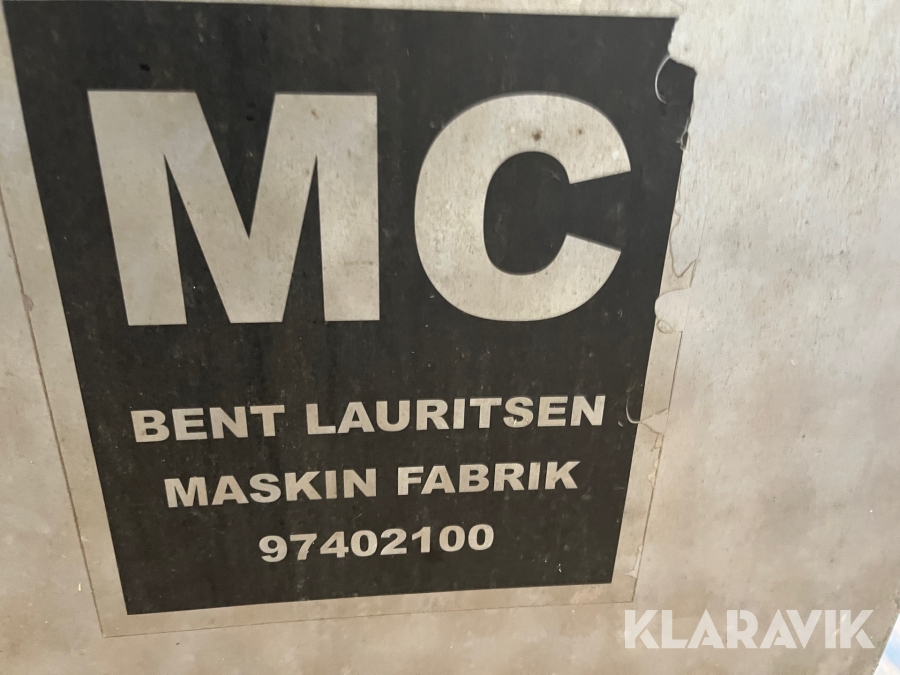 MC
BENT LAURITSEN
MASKIN FABRIK
97402100
KLARAVIK